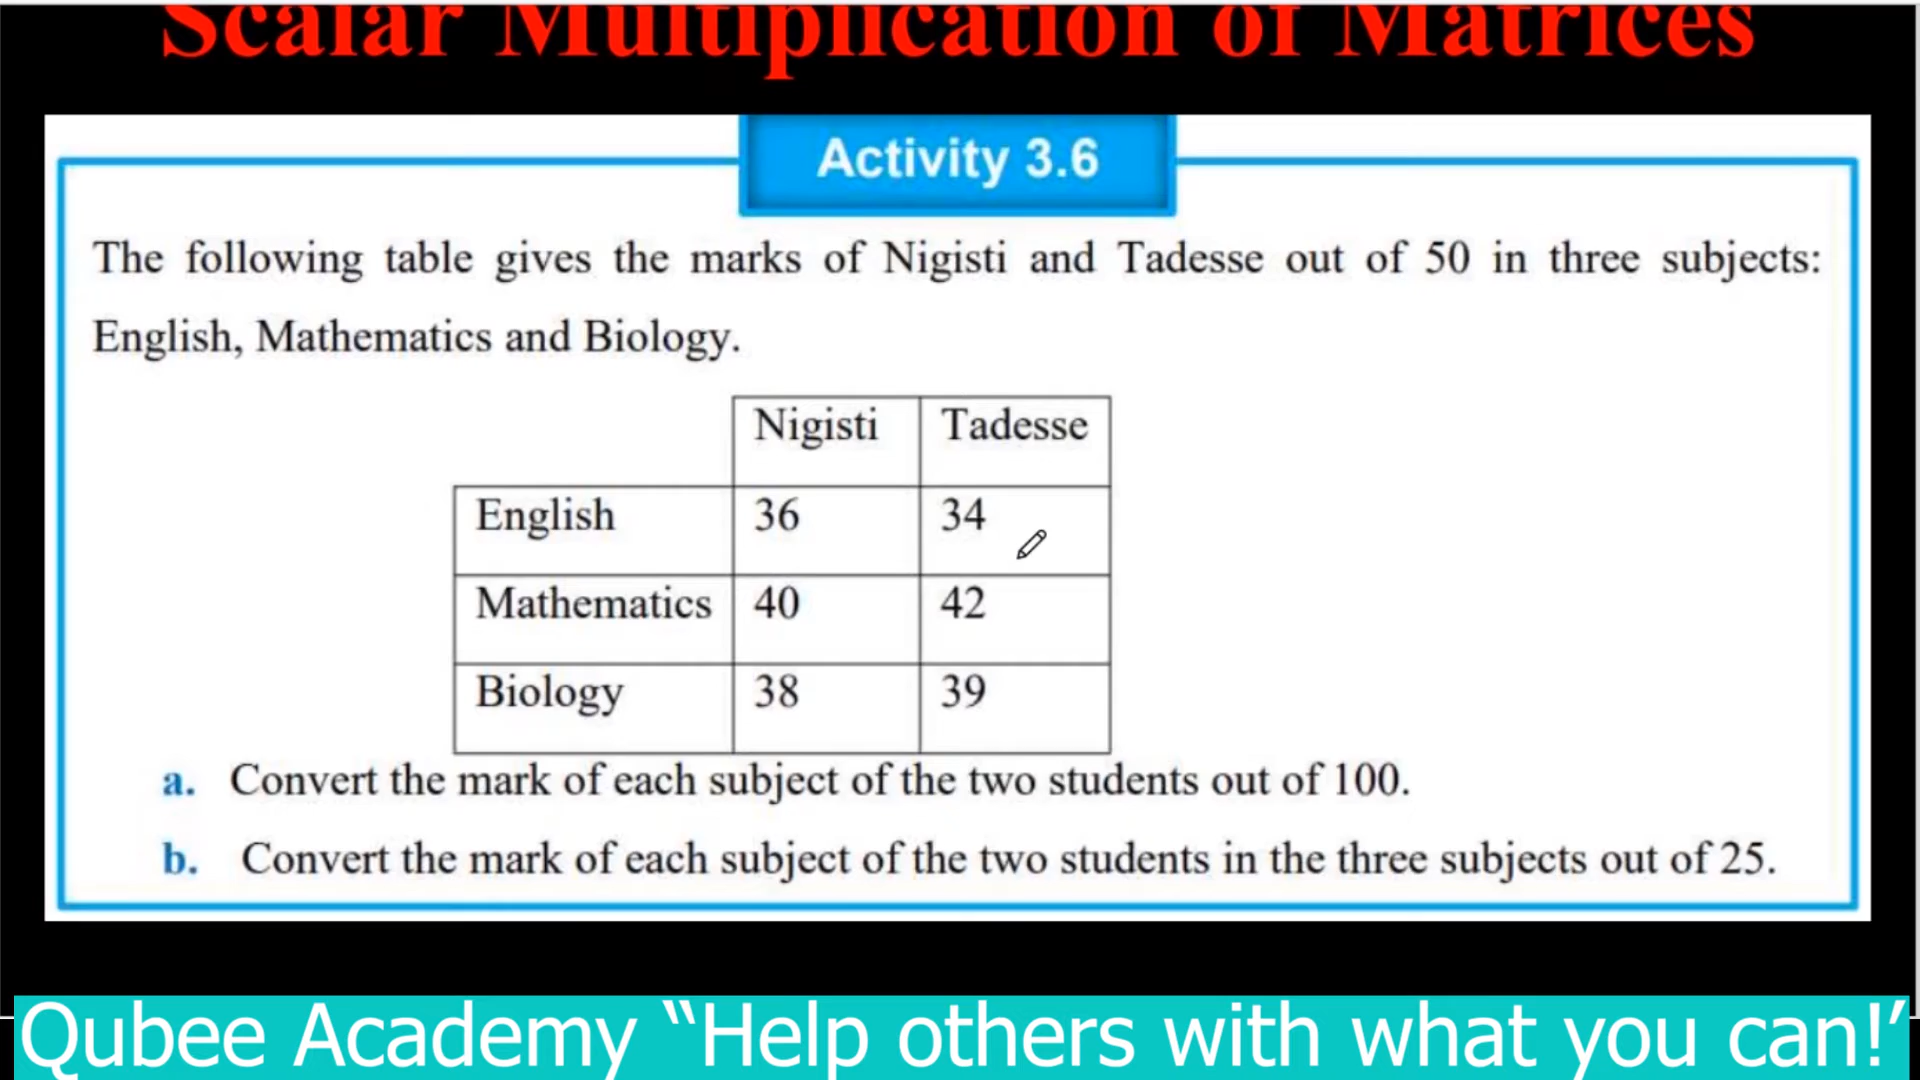 Scalar Multiplication of Matrices
Activity 3.6
The following table gives the marks of Nigisti and Tadesse out of 50 in three subjects:
English, Mathematics and Biology.
Nigisti Tadesse
English 36 34
Mathematics 40 42
Biology 38 39
a. Convert the mark of each subject of the two students out of 100.
b. Convert the mark of each subject of the two students in the three subjects out of 25.
Qubee Academy “Help others with what you can!’